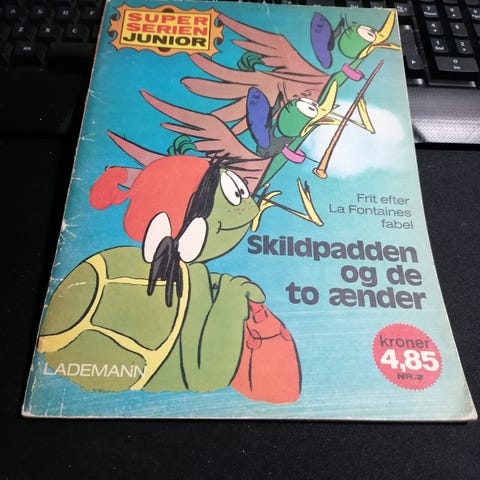 SUPER
SERIEN
JUNIOR
Frit efter
La Fontaines
fabel
Skildpadden
og de
to ænder
kroner
4,85
NR.2
LADEMANN